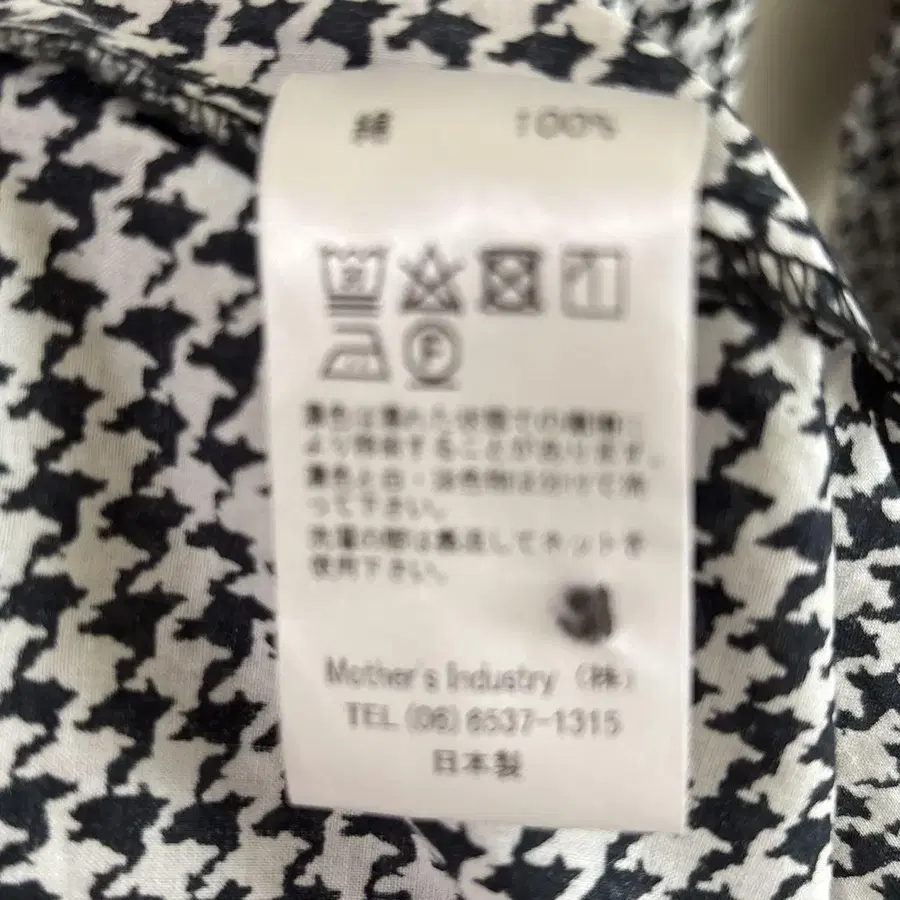 綿 100%
F
濃色は濡れた状態での摩擦に
より移染することがあります。
濃色と白・淡色物は分けて洗
って下さい。
洗濯の際は裏返してネットを
使用下さい。
Mother's Industry (株)
TEL (06) 6537-1315
日本製